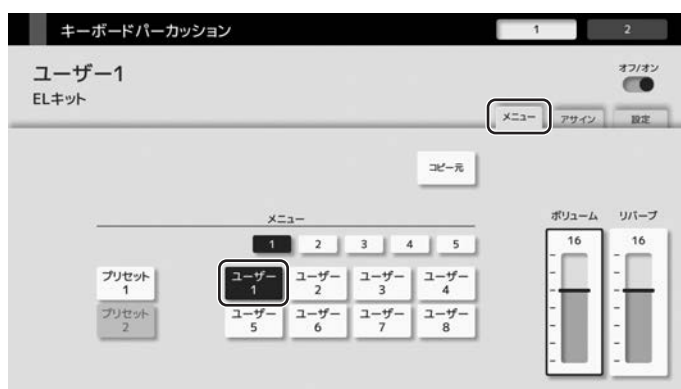 キーボードパーカッション
1
2
ユーザー1
ELキット
オフ/オン
メニュー
アサイン
設定
コピー元
メニュー
1 2 3 4 5
プリセット
1
ユーザー
1
ユーザー
2
ユーザー
3
ユーザー
4
プリセット
2
ユーザー
5
ユーザー
6
ユーザー
7
ユーザー
8
ボリューム
リバーブ
16
16